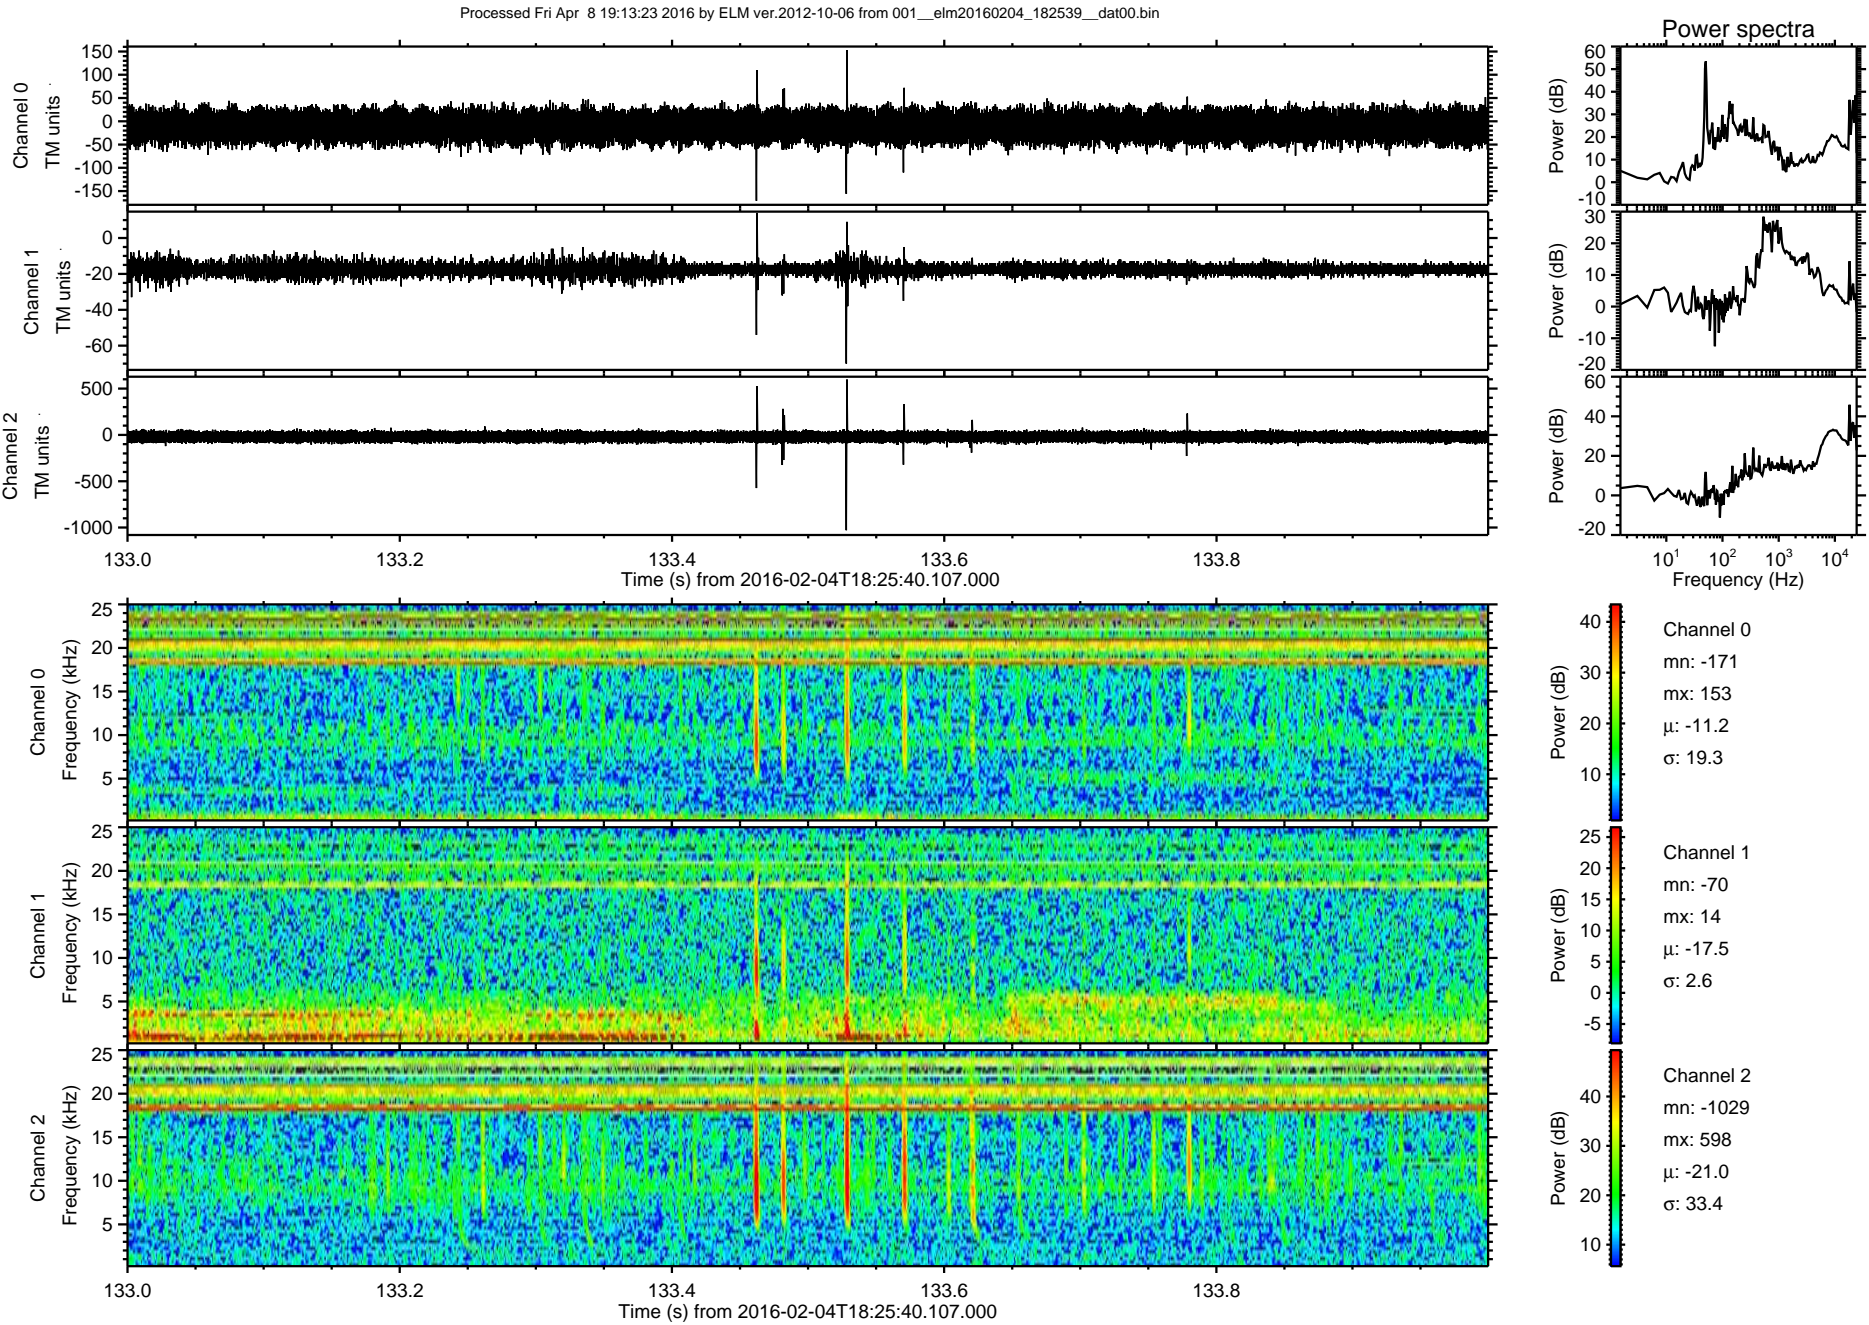 Processed Fri Apr  8 19:13:23 2016 by ELM ver.2012-10-06 from 001__elm20160204_182539__dat00.bin
Power spectra
Channel 0
TM units
150
100
50
0
-50
-100
-150
Power (dB)
60
50
40
30
20
10
0
-10
Channel 1
TM units
0
-20
-40
-60
Power (dB)
30
20
10
0
-10
-20
Channel 2
TM units
500
0
-500
-1000
Power (dB)
60
40
20
0
-20
133.0 133.2 133.4 133.6 133.8
Time (s) from 2016-02-04T18:25:40.107.000
10^1 10^2 10^3 10^4
Frequency (Hz)
Channel 0
Frequency (kHz)
25
20
15
10
5
Power (dB)
40
30
20
10
Channel 0
mn: -171
mx: 153
μ: -11.2
σ: 19.3
Channel 1
Frequency (kHz)
25
20
15
10
5
Power (dB)
25
20
15
10
5
0
-5
Channel 1
mn: -70
mx: 14
μ: -17.5
σ: 2.6
Channel 2
Frequency (kHz)
25
20
15
10
5
Power (dB)
40
30
20
10
Channel 2
mn: -1029
mx: 598
μ: -21.0
σ: 33.4
133.0 133.2 133.4 133.6 133.8
Time (s) from 2016-02-04T18:25:40.107.000